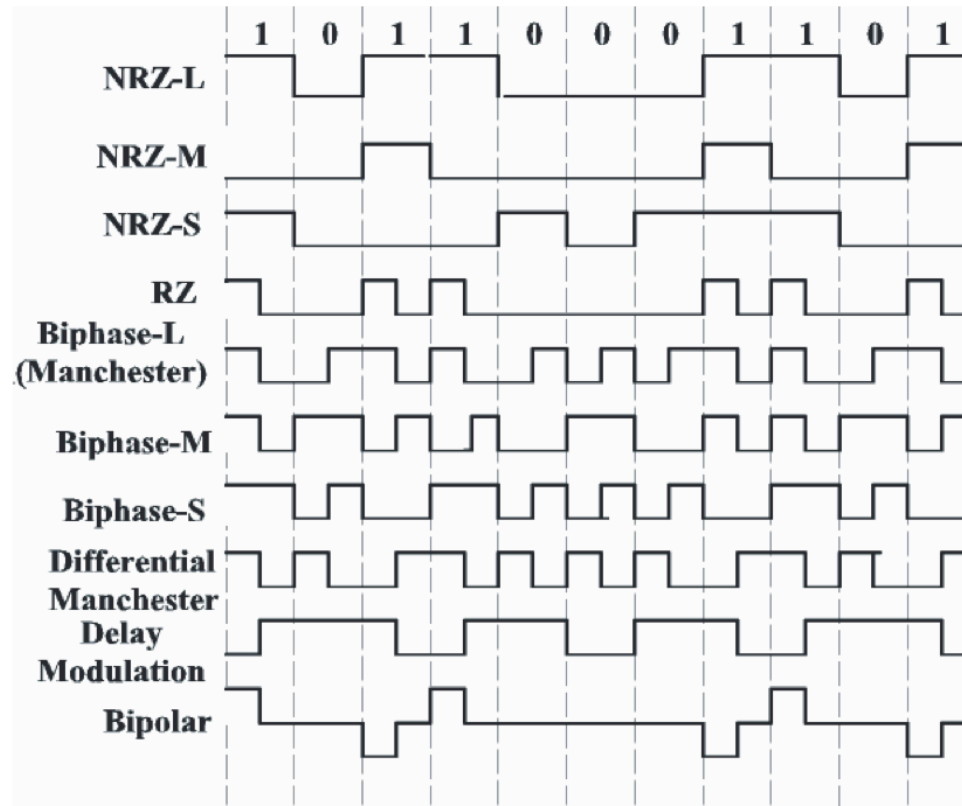 1 0 1 1 0 0 0 1 1 0 1
NRZ-L
NRZ-M
NRZ-S
RZ
Biphase-L
(Manchester)
Biphase-M
Biphase-S
Differential
Manchester
Delay
Modulation
Bipolar